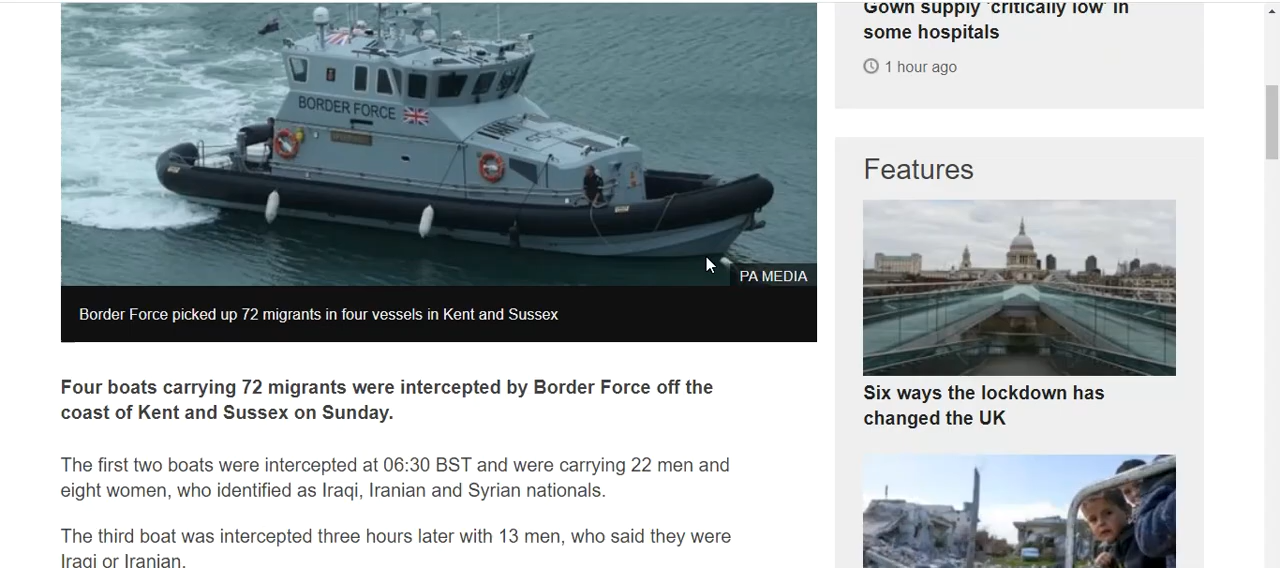 BORDER FORCE
PA MEDIA
Border Force picked up 72 migrants in four vessels in Kent and Sussex
Four boats carrying 72 migrants were intercepted by Border Force off the
coast of Kent and Sussex on Sunday.
The first two boats were intercepted at 06:30 BST and were carrying 22 men and
eight women, who identified as Iraqi, Iranian and Syrian nationals.
The third boat was intercepted three hours later with 13 men, who said they were
Iraqi or Iranian.
Gown supply 'critically low' in
some hospitals
1 hour ago
Features
Six ways the lockdown has
changed the UK